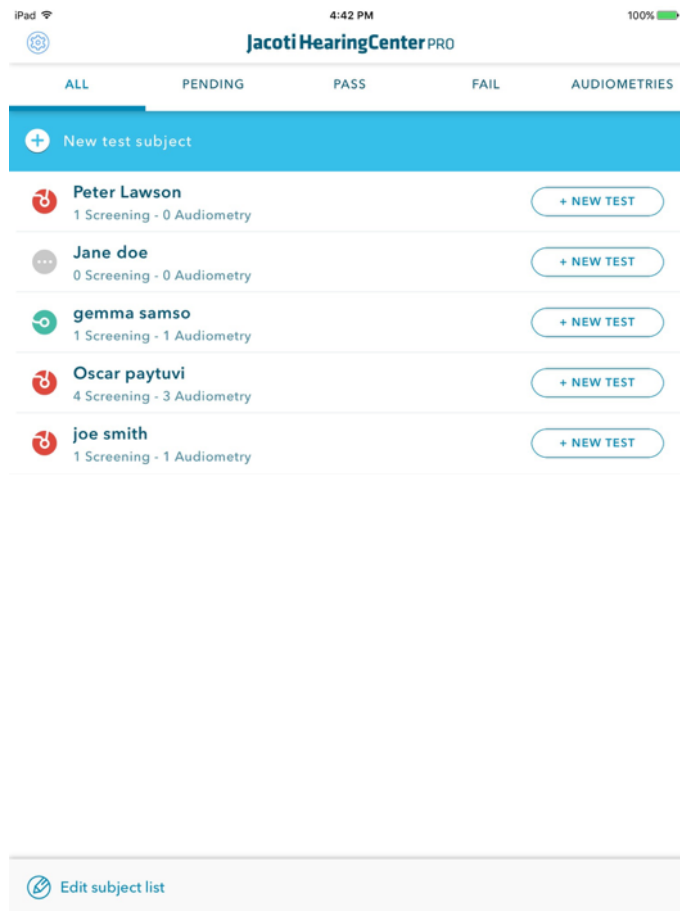 iPad 4:42 PM 100%
Jacoti HearingCenter PRO
ALL PENDING PASS FAIL AUDIOMETRIES
New test subject
Peter Lawson
1 Screening - 0 Audiometry
+ NEW TEST
Jane doe
0 Screening - 0 Audiometry
+ NEW TEST
gemma samso
1 Screening - 1 Audiometry
+ NEW TEST
Oscar paytuvi
4 Screening - 3 Audiometry
+ NEW TEST
joe smith
1 Screening - 1 Audiometry
+ NEW TEST
Edit subject list